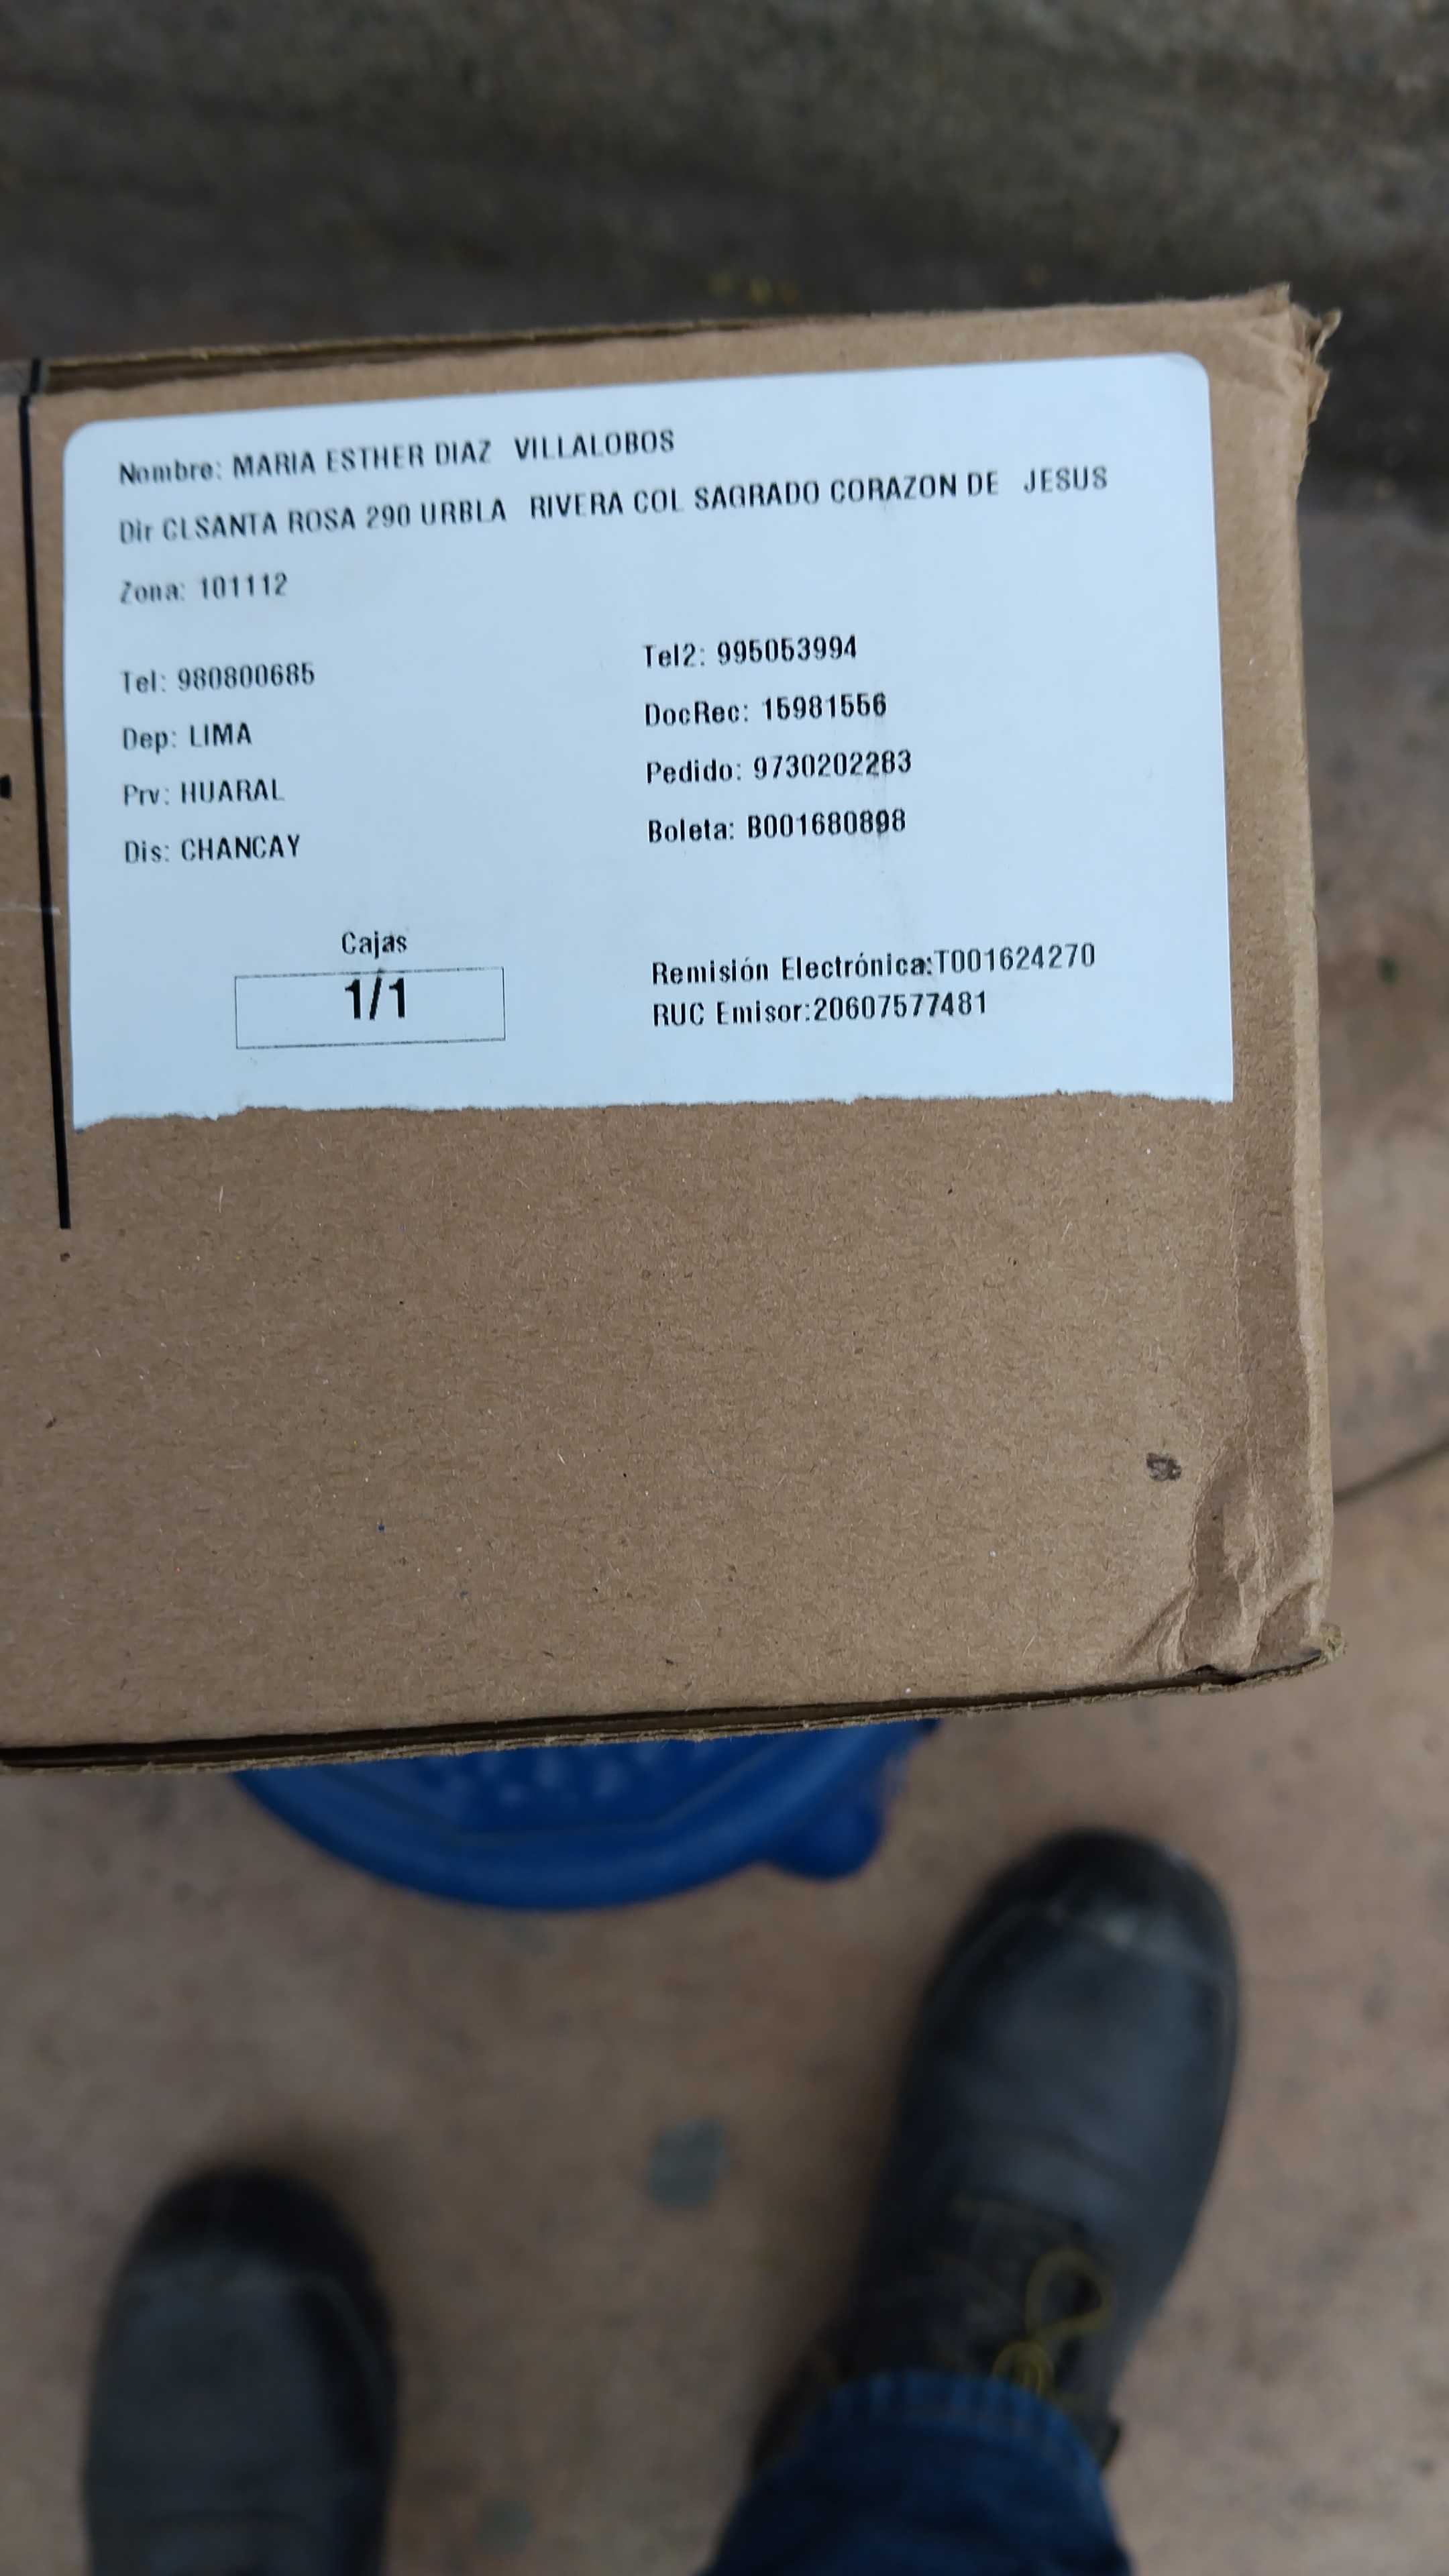 Nombre: MARIA ESTHER DIAZ VILLALOBOS
Dir CLSANTA ROSA 290 URBLA RIVERA COL SAGRADO CORAZON DE JESUS
Zona: 101112
Tel: 980800685
Tel2: 995053994
Dep: LIMA
DocRec: 15981556
Prv: HUARAL
Pedido: 9730202283
Dis: CHANCAY
Boleta: B001680898
Cajas
1/1
Remisión Electrónica:T001624270
RUC Emisor:20607577481